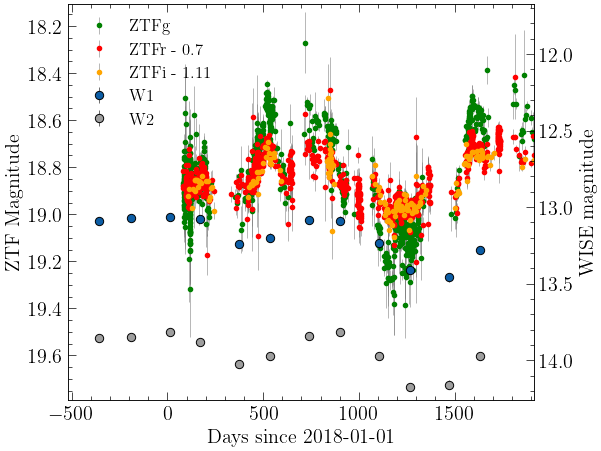 ZTFg
ZTFr - 0.7
ZTFi - 1.11
W1
W2
18.2
18.4
18.6
18.8
19.0
19.2
19.4
19.6
ZTF Magnitude
12.0
12.5
13.0
13.5
14.0
WISE magnitude
−500 0 500 1000 1500
Days since 2018-01-01